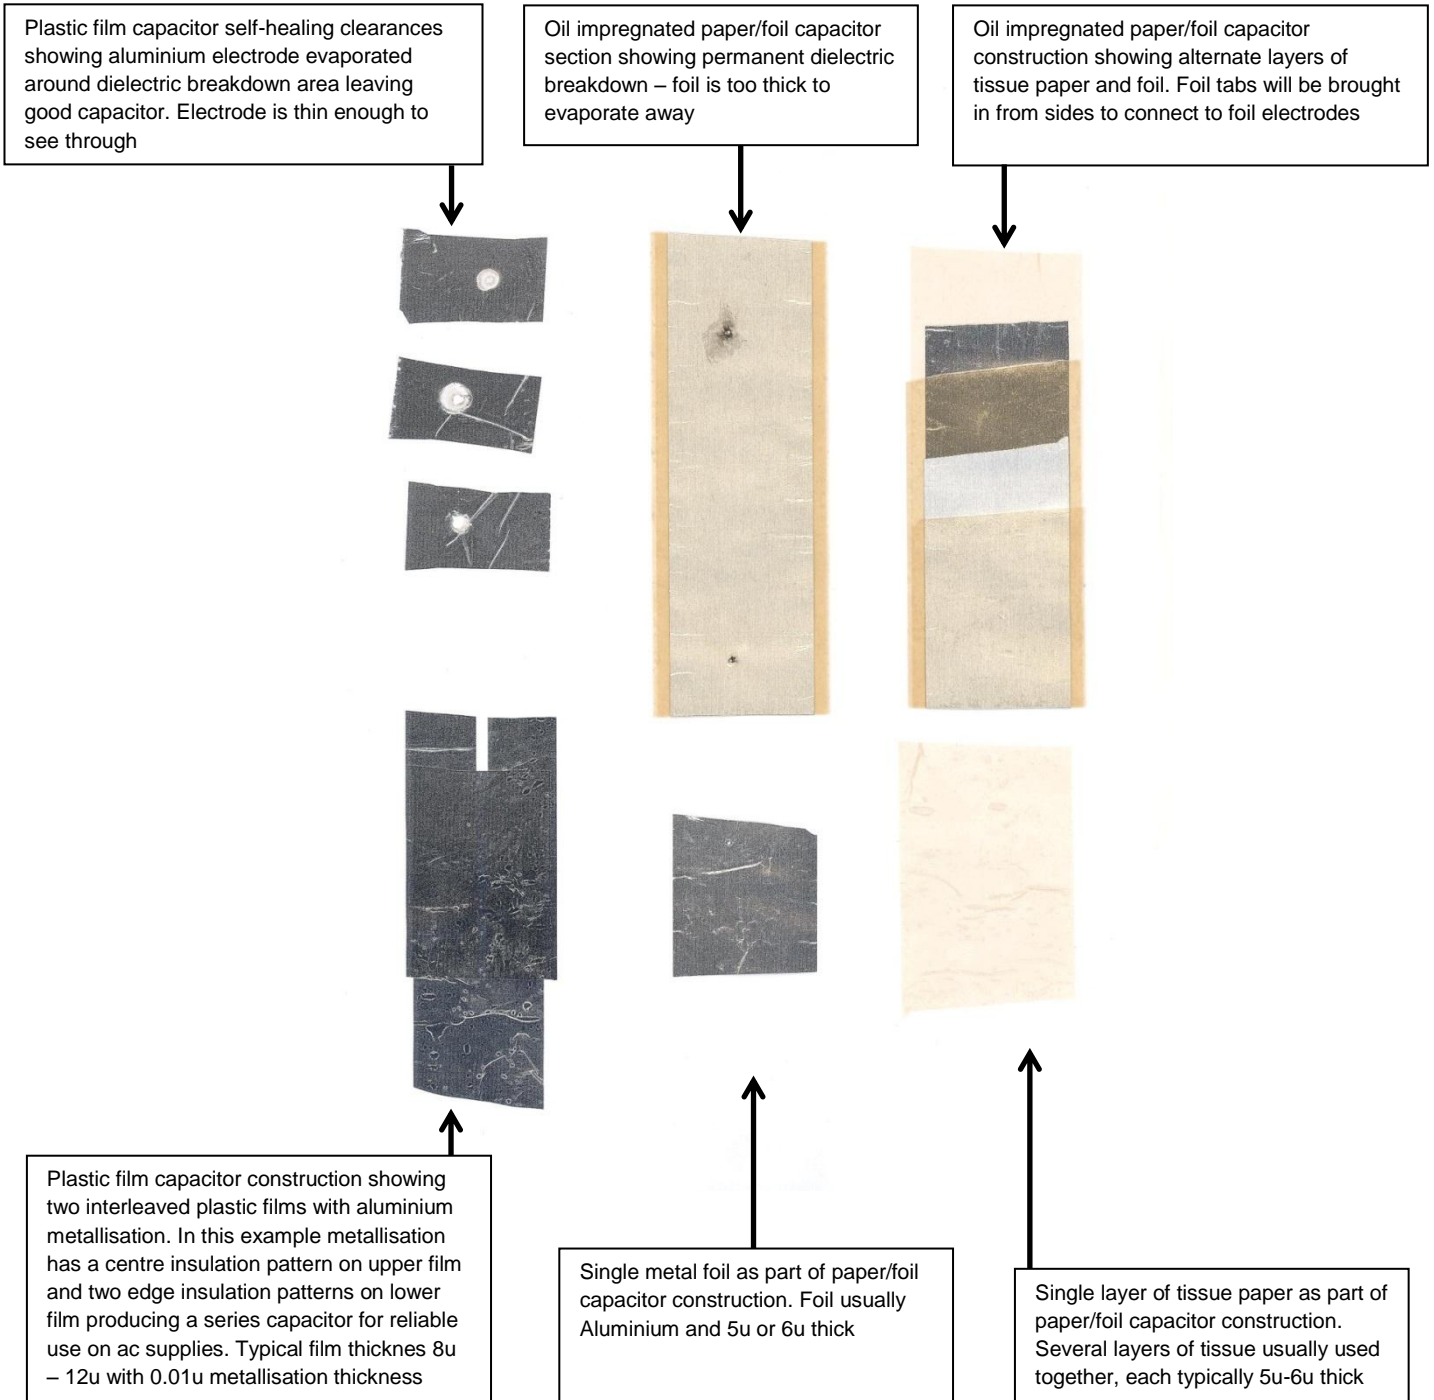 Plastic film capacitor self-healing clearances
showing aluminium electrode evaporated
around dielectric breakdown area leaving
good capacitor. Electrode is thin enough to
see through
Oil impregnated paper/foil capacitor
section showing permanent dielectric
breakdown – foil is too thick to
evaporate away
Oil impregnated paper/foil capacitor
construction showing alternate layers of
tissue paper and foil. Foil tabs will be brought
in from sides to connect to foil electrodes
Plastic film capacitor construction showing
two interleaved plastic films with aluminium
metallisation. In this example metallisation
has a centre insulation pattern on upper film
and two edge insulation patterns on lower
film producing a series capacitor for reliable
use on ac supplies. Typical film thicknes 8u
– 12u with 0.01u metallisation thickness
Single metal foil as part of paper/foil
capacitor construction. Foil usually
Aluminium and 5u or 6u thick
Single layer of tissue paper as part of
paper/foil capacitor construction.
Several layers of tissue usually used
together, each typically 5u-6u thick